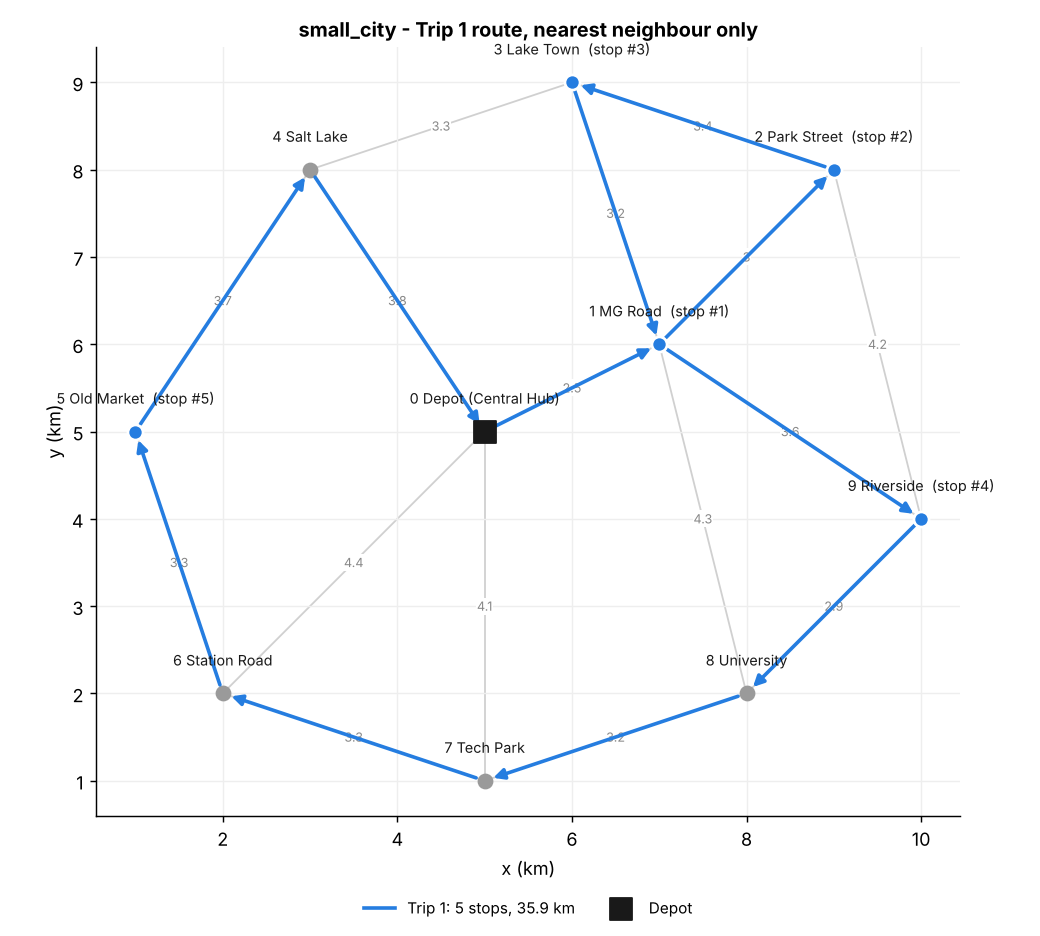 small_city - Trip 1 route, nearest neighbour only
3 Lake Town (stop #3)
9
4 Salt Lake
3.3
3.4
2 Park Street (stop #2)
8
3.7
3.8
3.2
3
7
1 MG Road (stop #1)
4.2
6
5 Old Market (stop #5)
0 Depot (Central Hub)
3.5
3.6
5
y (km)
9 Riverside (stop #4)
4
3.3
4.4
4.3
4.1
2.9
3
6 Station Road
8 University
2
3.3
7 Tech Park
3.2
1
2
4
6
8
10
x (km)
Trip 1: 5 stops, 35.9 km
Depot